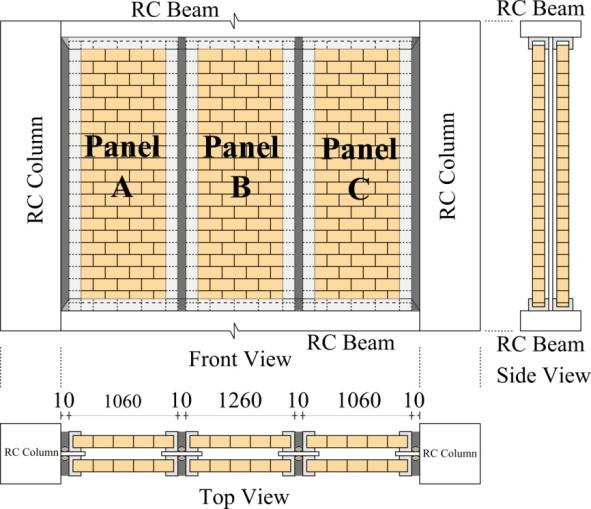 RC Beam
RC Beam
Panel
A
Panel
B
Panel
C
RC Column
RC Column
RC Beam
RC Beam
Front View
Side View
10 1060 10 1260 10 1060 10
RC Column
RC Column
Top View